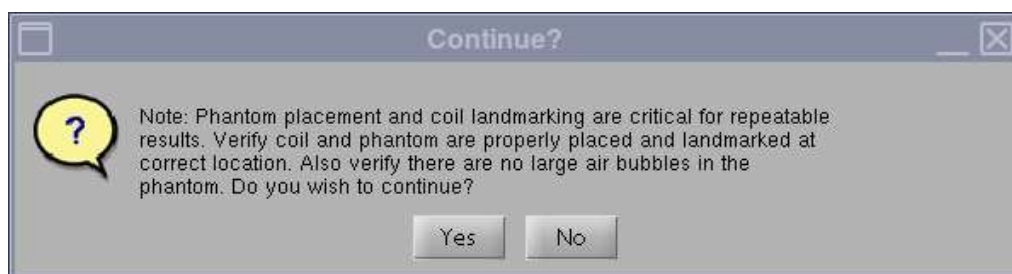 Continue?
?
Note: Phantom placement and coil landmarking are critical for repeatable
results. Verify coil and phantom are properly placed and landmarked at
correct location. Also verify there are no large air bubbles in the
phantom. Do you wish to continue?
Yes No